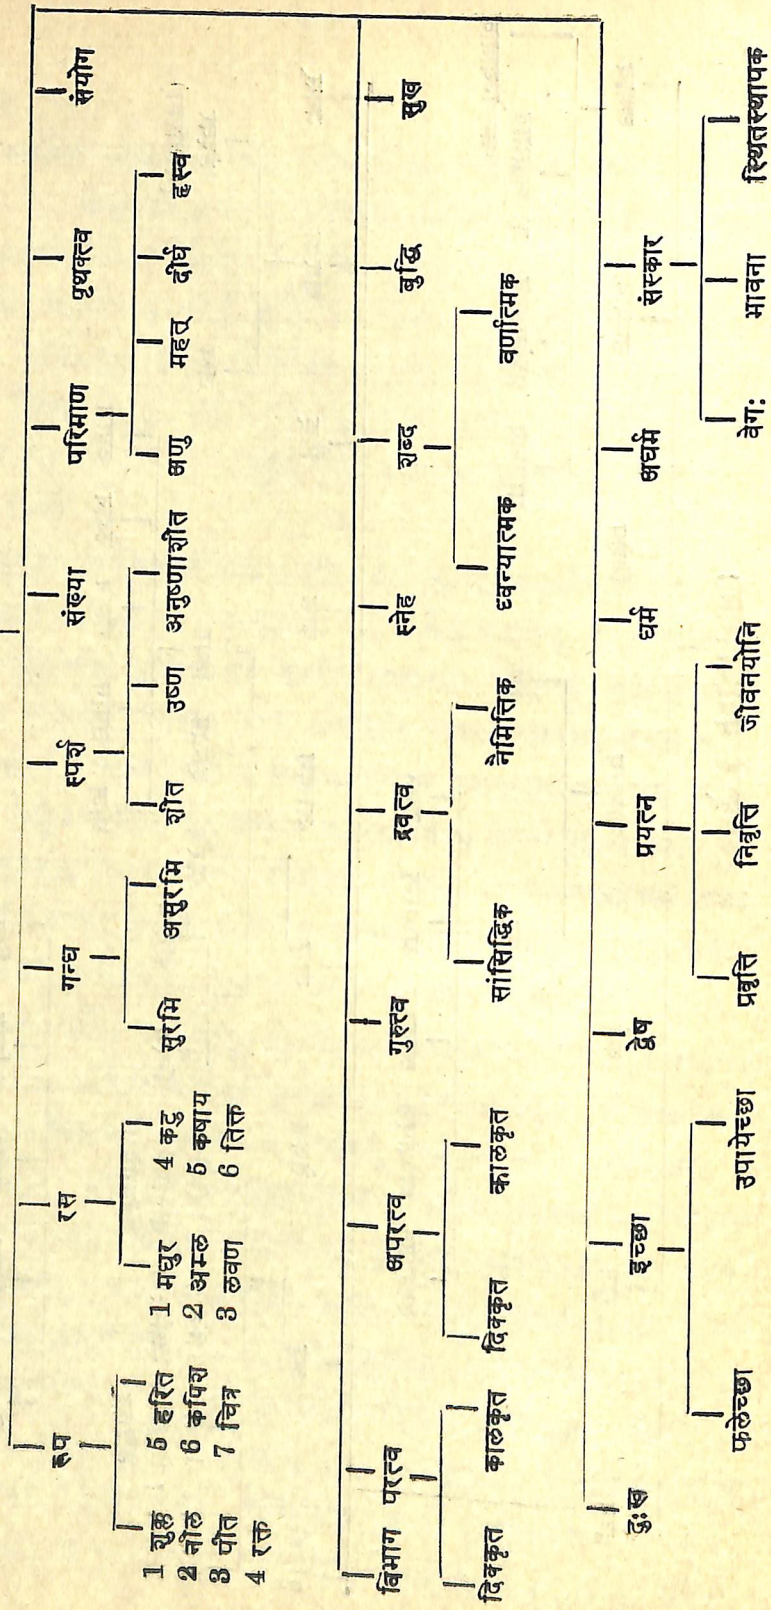 रूप रस गन्ध स्पर्श संख्या परिमाण पृथक्त्व संयोग
1 शुक्ल 5 हरित 1 मधुर 4 कटु सुरभि असुरभि शीत उष्ण अनुष्णाशीत अणु महत् दीर्घ ह्रस्व
2 नील 6 कपिश 2 अम्ल 5 कषाय
3 पीत 7 चित्र 3 लवण 6 तिक्त
4 रक्त
विभाग परत्व अपरत्व गुरुत्व द्रवत्व स्नेह शब्द बुद्धि सुख
दिक्कृत कालकृत दिक्कृत कालकृत सांसिद्धिक नैमित्तिक ध्वन्यात्मक वर्णात्मक
दुःख इच्छा द्वेष प्रयत्न धर्म अधर्म संस्कार
फलेच्छा उपायेच्छा प्रवृत्ति निवृत्ति जीवनयोनि वेगः भावना स्थितस्थापक